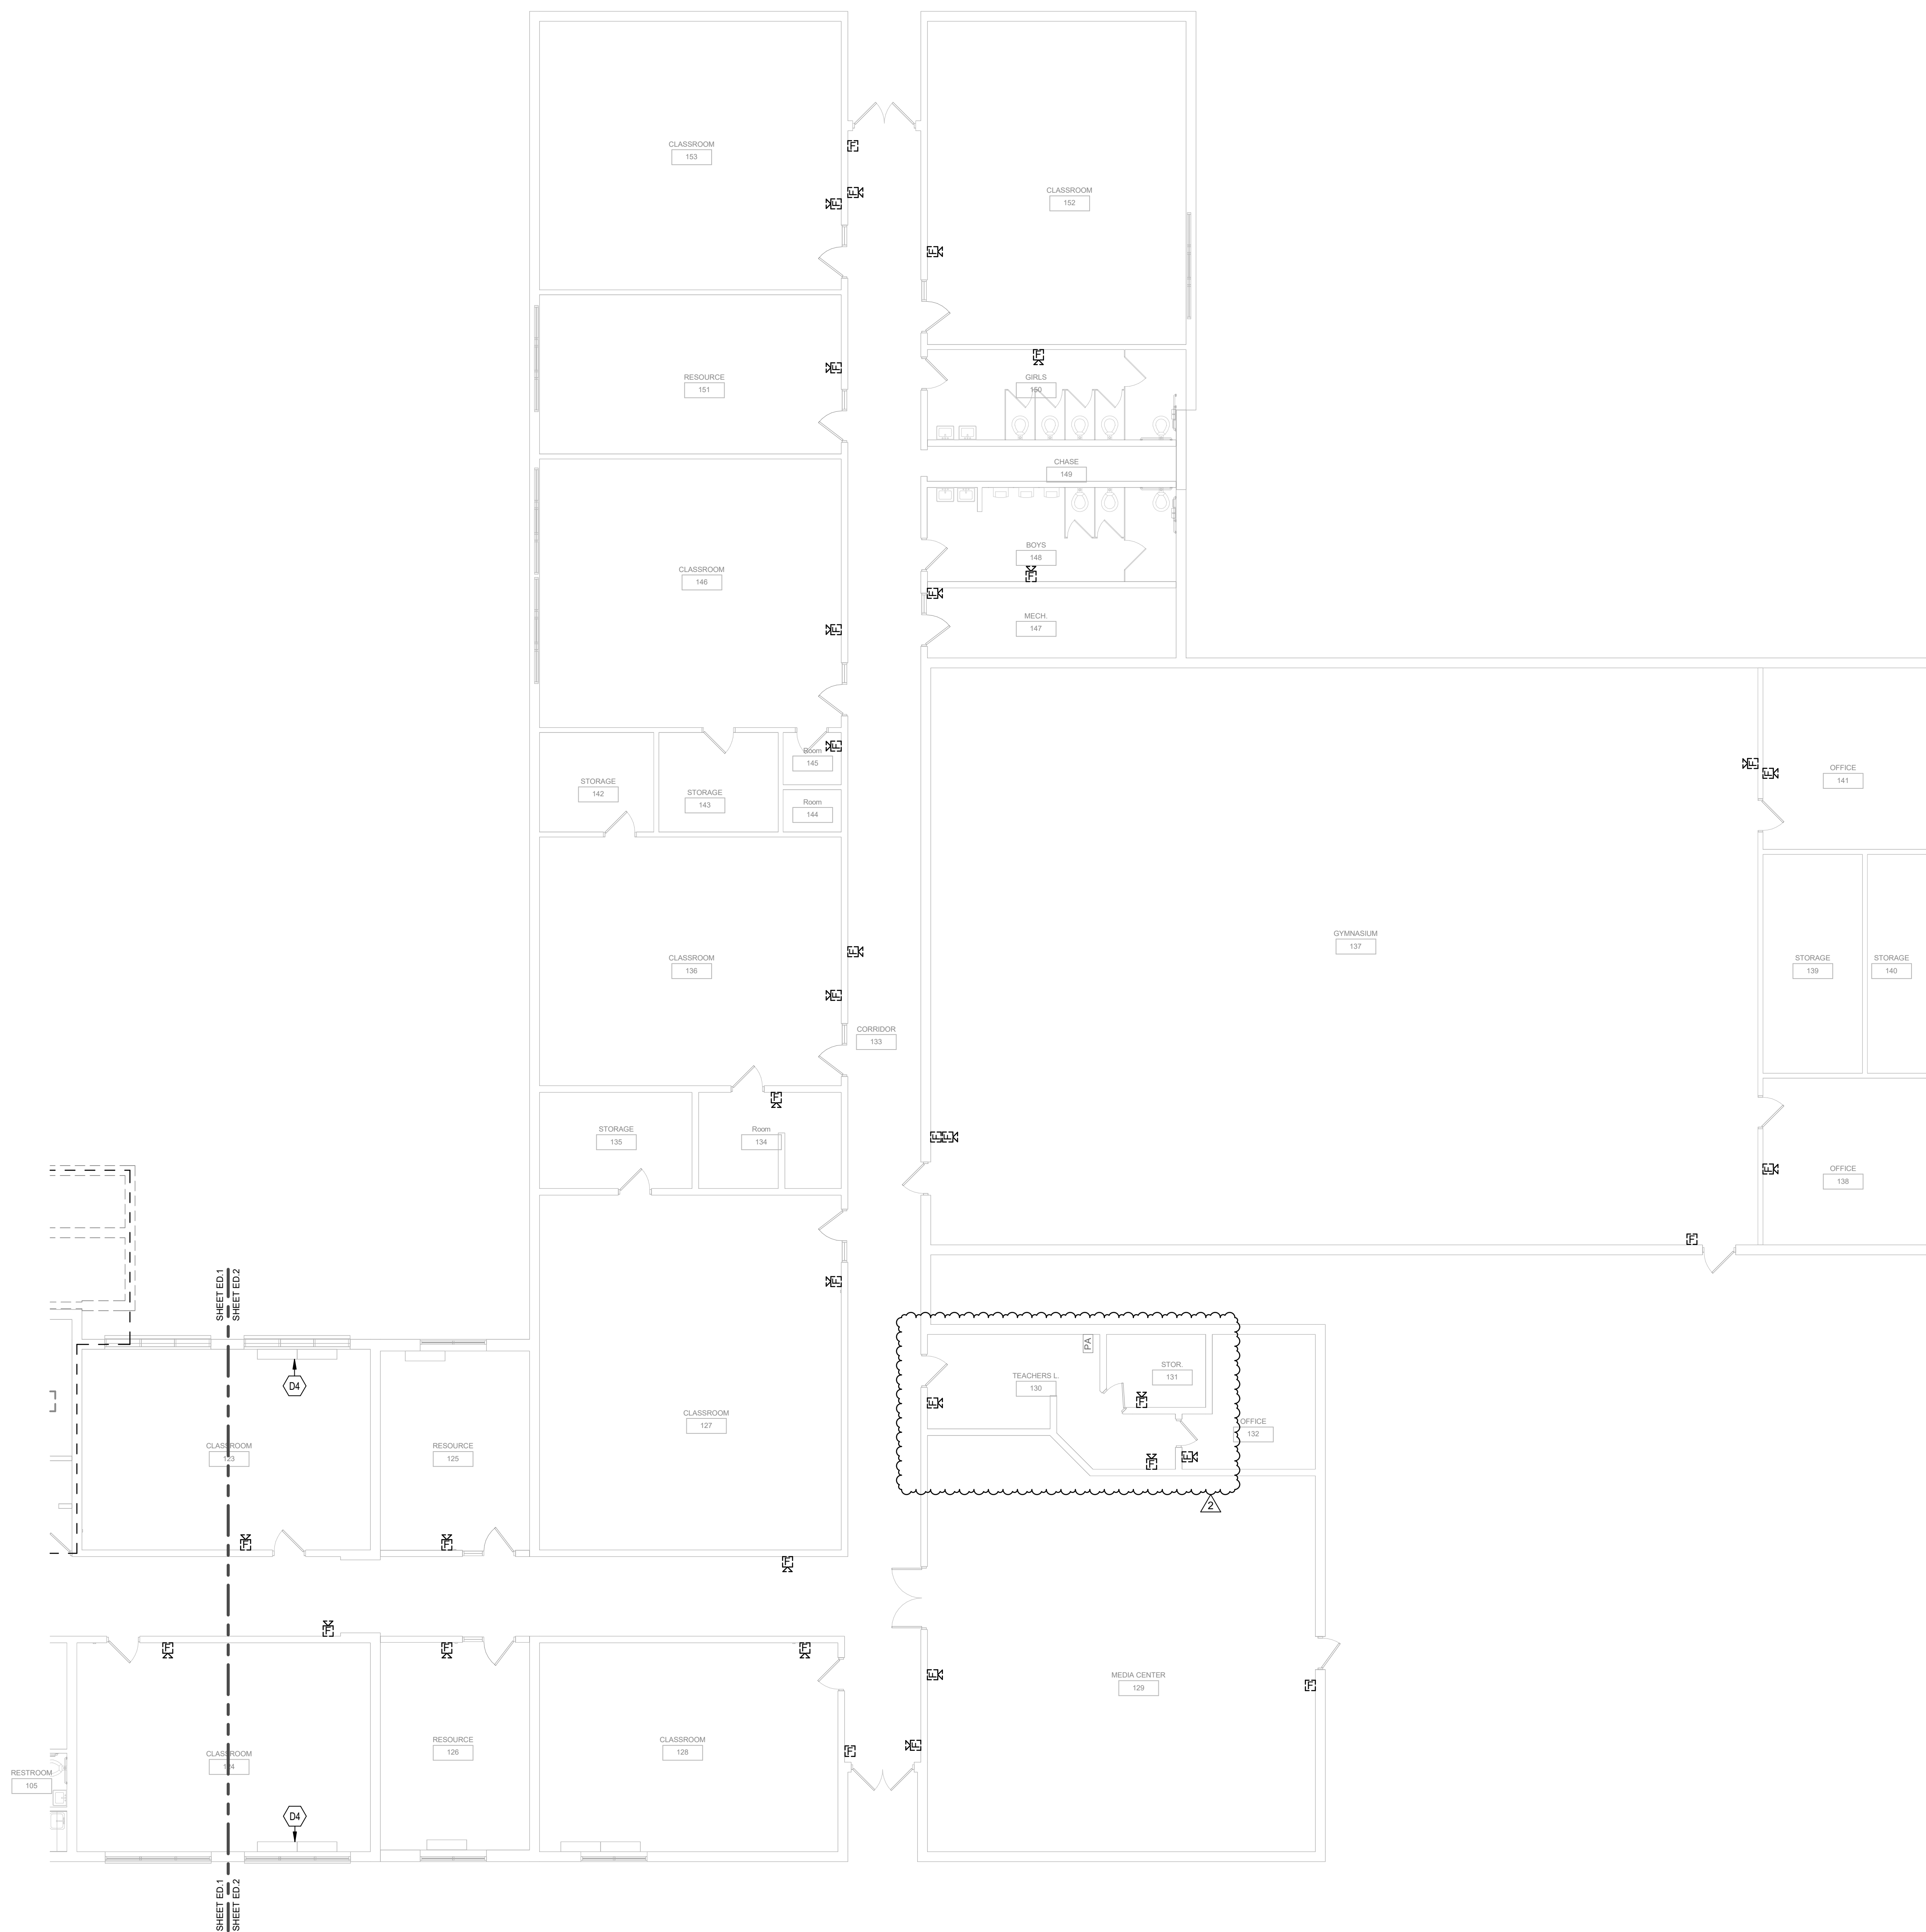 CLASSROOM
153
F
F
F
CLASSROOM
152
F
RESOURCE
151
F
F
GIRLS
150
CHASE
149
BOYS
148
F
F
MECH.
147
CLASSROOM
146
F
Room
145
F
STORAGE
142
STORAGE
143
Room
144
F
F
OFFICE
141
GYMNASIUM
137
STORAGE
139
STORAGE
140
CLASSROOM
136
F
F
CORRIDOR
133
F
STORAGE
135
Room
134
F
F
F
OFFICE
138
F
F
SHEET ED.1
SHEET ED.2
D4
PA
TEACHERS L.
130
STOR.
131
F
F
F
F
OFFICE
132
2
CLASSROOM
127
CLASSROOM
123
RESOURCE
125
F
F
F
F
F
F
F
F
MEDIA CENTER
129
F
CLASSROOM
124
RESOURCE
126
CLASSROOM
128
F
F
RESTROOM
105
D4
SHEET ED.1
SHEET ED.2